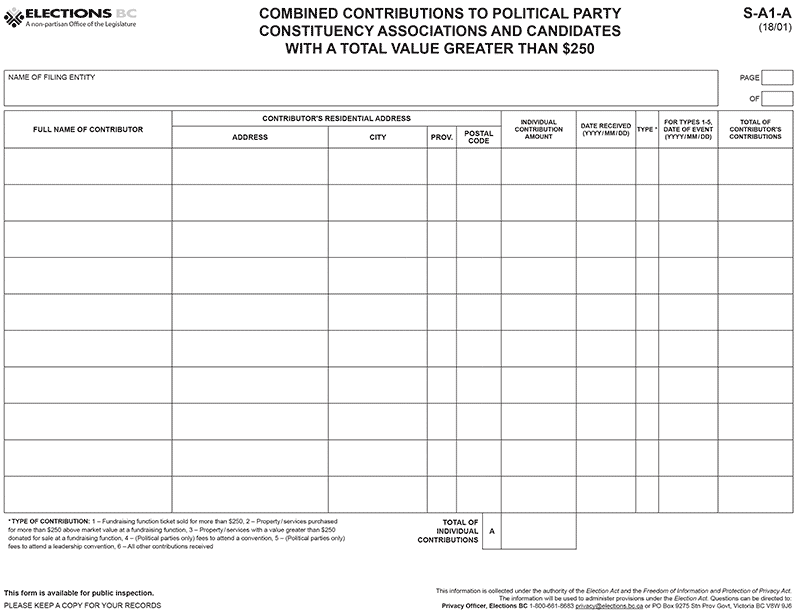 ELECTIONS BC
A non-partisan Office of the Legislature
COMBINED CONTRIBUTIONS TO POLITICAL PARTY
CONSTITUENCY ASSOCIATIONS AND CANDIDATES
WITH A TOTAL VALUE GREATER THAN $250
S-A1-A
(18/01)
NAME OF FILING ENTITY
PAGE
OF
FULL NAME OF CONTRIBUTOR
CONTRIBUTOR'S RESIDENTIAL ADDRESS
ADDRESS
CITY
PROV.
POSTAL
CODE
INDIVIDUAL
CONTRIBUTION
AMOUNT
DATE RECEIVED
(YYYY/MM/DD)
TYPE *
FOR TYPES 1-5,
DATE OF EVENT
(YYYY/MM/DD)
TOTAL OF
CONTRIBUTOR'S
CONTRIBUTIONS
* TYPE OF CONTRIBUTION: 1 – Fundraising function ticket sold for more than $250, 2 – Property/services purchased
for more than $250 above market value at a fundraising function, 3 – Property/services with a value greater than $250
donated for sale at a fundraising function, 4 – (Political parties only) fees to attend a convention, 5 – (Political parties only)
fees to attend a leadership convention, 6 – All other contributions received
TOTAL OF
INDIVIDUAL
CONTRIBUTIONS
A
This form is available for public inspection.
PLEASE KEEP A COPY FOR YOUR RECORDS
This information is collected under the authority of the Election Act and the Freedom of Information and Protection of Privacy Act.
The information will be used to administer provisions under the Election Act. Questions can be directed to:
Privacy Officer, Elections BC 1-800-661-8683 privacy@elections.bc.ca or PO Box 9275 Stn Prov Govt, Victoria BC V8W 9J6